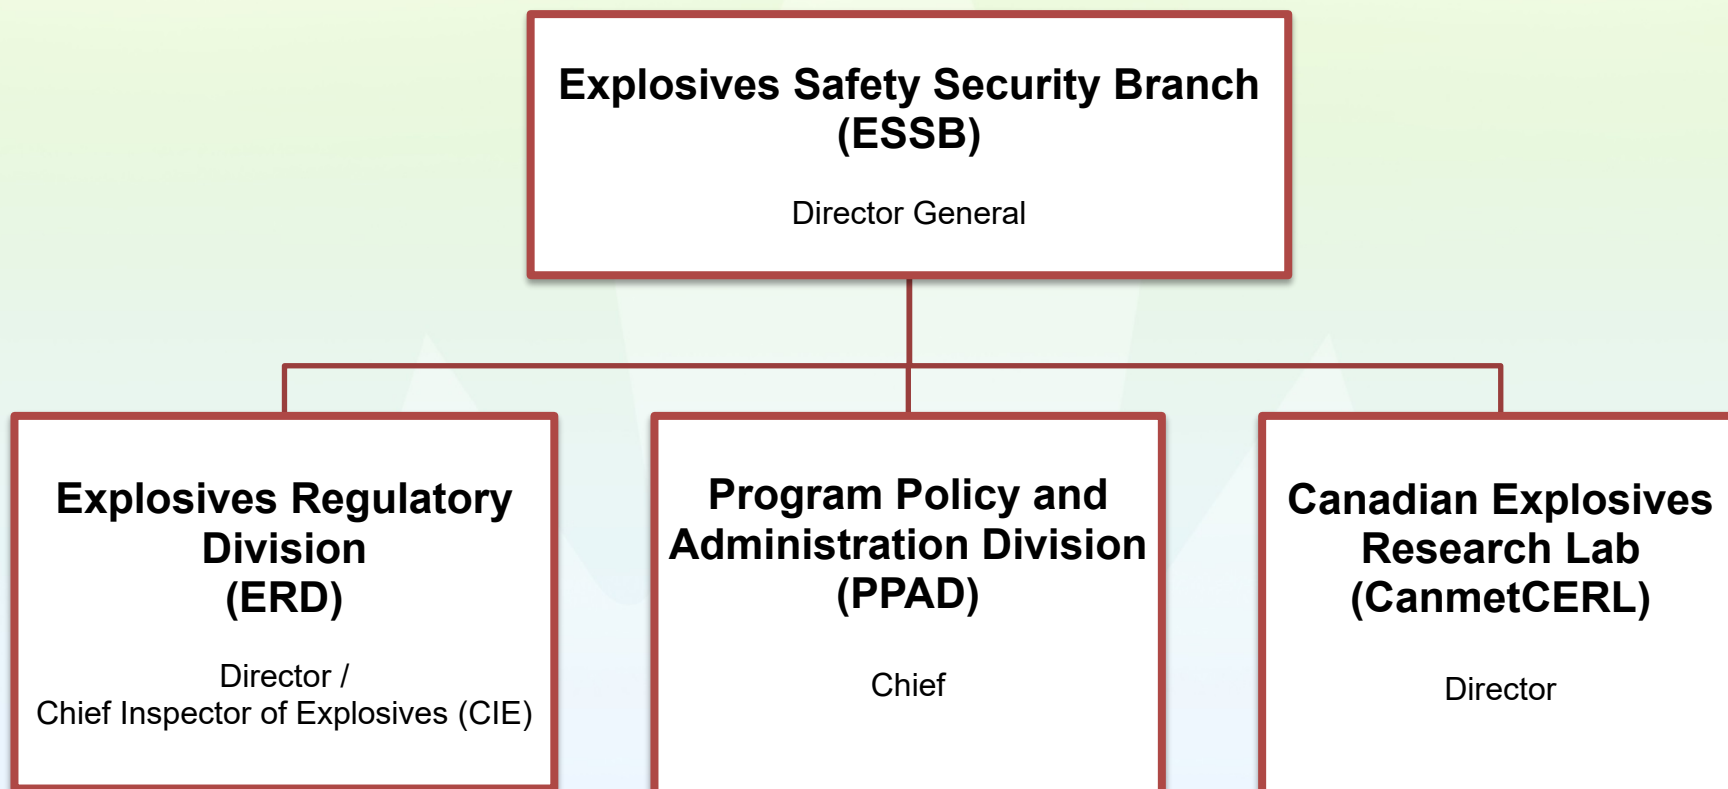 Explosives Safety Security Branch
(ESSB)
Director General
Explosives Regulatory
Division
(ERD)
Director /
Chief Inspector of Explosives (CIE)
Program Policy and
Administration Division
(PPAD)
Chief
Canadian Explosives
Research Lab
(CanmetCERL)
Director